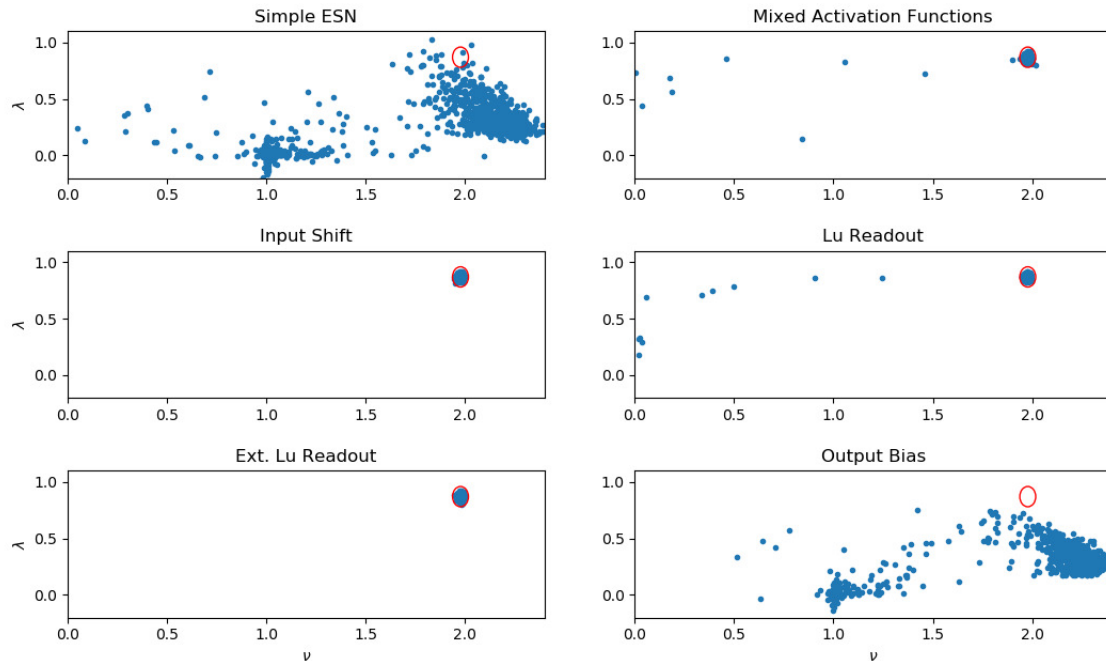 Simple ESN
1.0
0.5
0.0
λ
0.0 0.5 1.0 1.5 2.0
Mixed Activation Functions
1.0
0.5
0.0
0.0 0.5 1.0 1.5 2.0
Input Shift
1.0
0.5
0.0
λ
0.0 0.5 1.0 1.5 2.0
Lu Readout
1.0
0.5
0.0
0.0 0.5 1.0 1.5 2.0
Ext. Lu Readout
1.0
0.5
0.0
λ
0.0 0.5 1.0 1.5 2.0
ν
Output Bias
1.0
0.5
0.0
0.0 0.5 1.0 1.5 2.0
ν